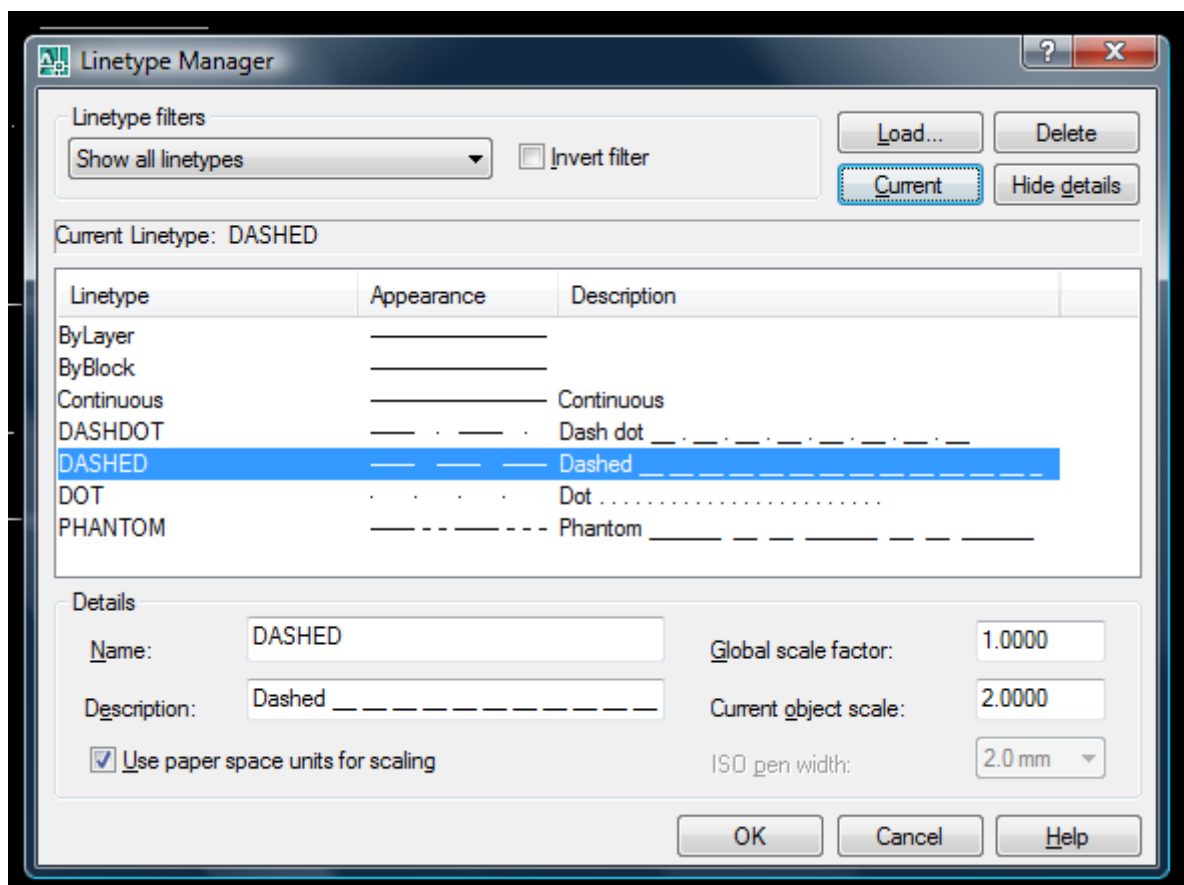 Linetype Manager
Linetype filters
Show all linetypes
Invert filter
Load...
Delete
Current
Hide details
Current Linetype: DASHED
Linetype Appearance Description
ByLayer
ByBlock
Continuous Continuous
DASHDOT Dash dot __ . __ . __ . __ . __ . __ . __ . __
DASHED Dashed __ __ __ __ __ __ __ __ __ __ __ __ __ _
DOT Dot . . . . . . . . . . . . . . . . . . . . . . . .
PHANTOM Phantom ______ __ __ ______ __ __ ______
Details
Name: DASHED
Global scale factor: 1.0000
Description: Dashed __ __ __ __ __ __ __ __ __ __ __
Current object scale: 2.0000
Use paper space units for scaling
ISO pen width: 2.0 mm
OK
Cancel
Help